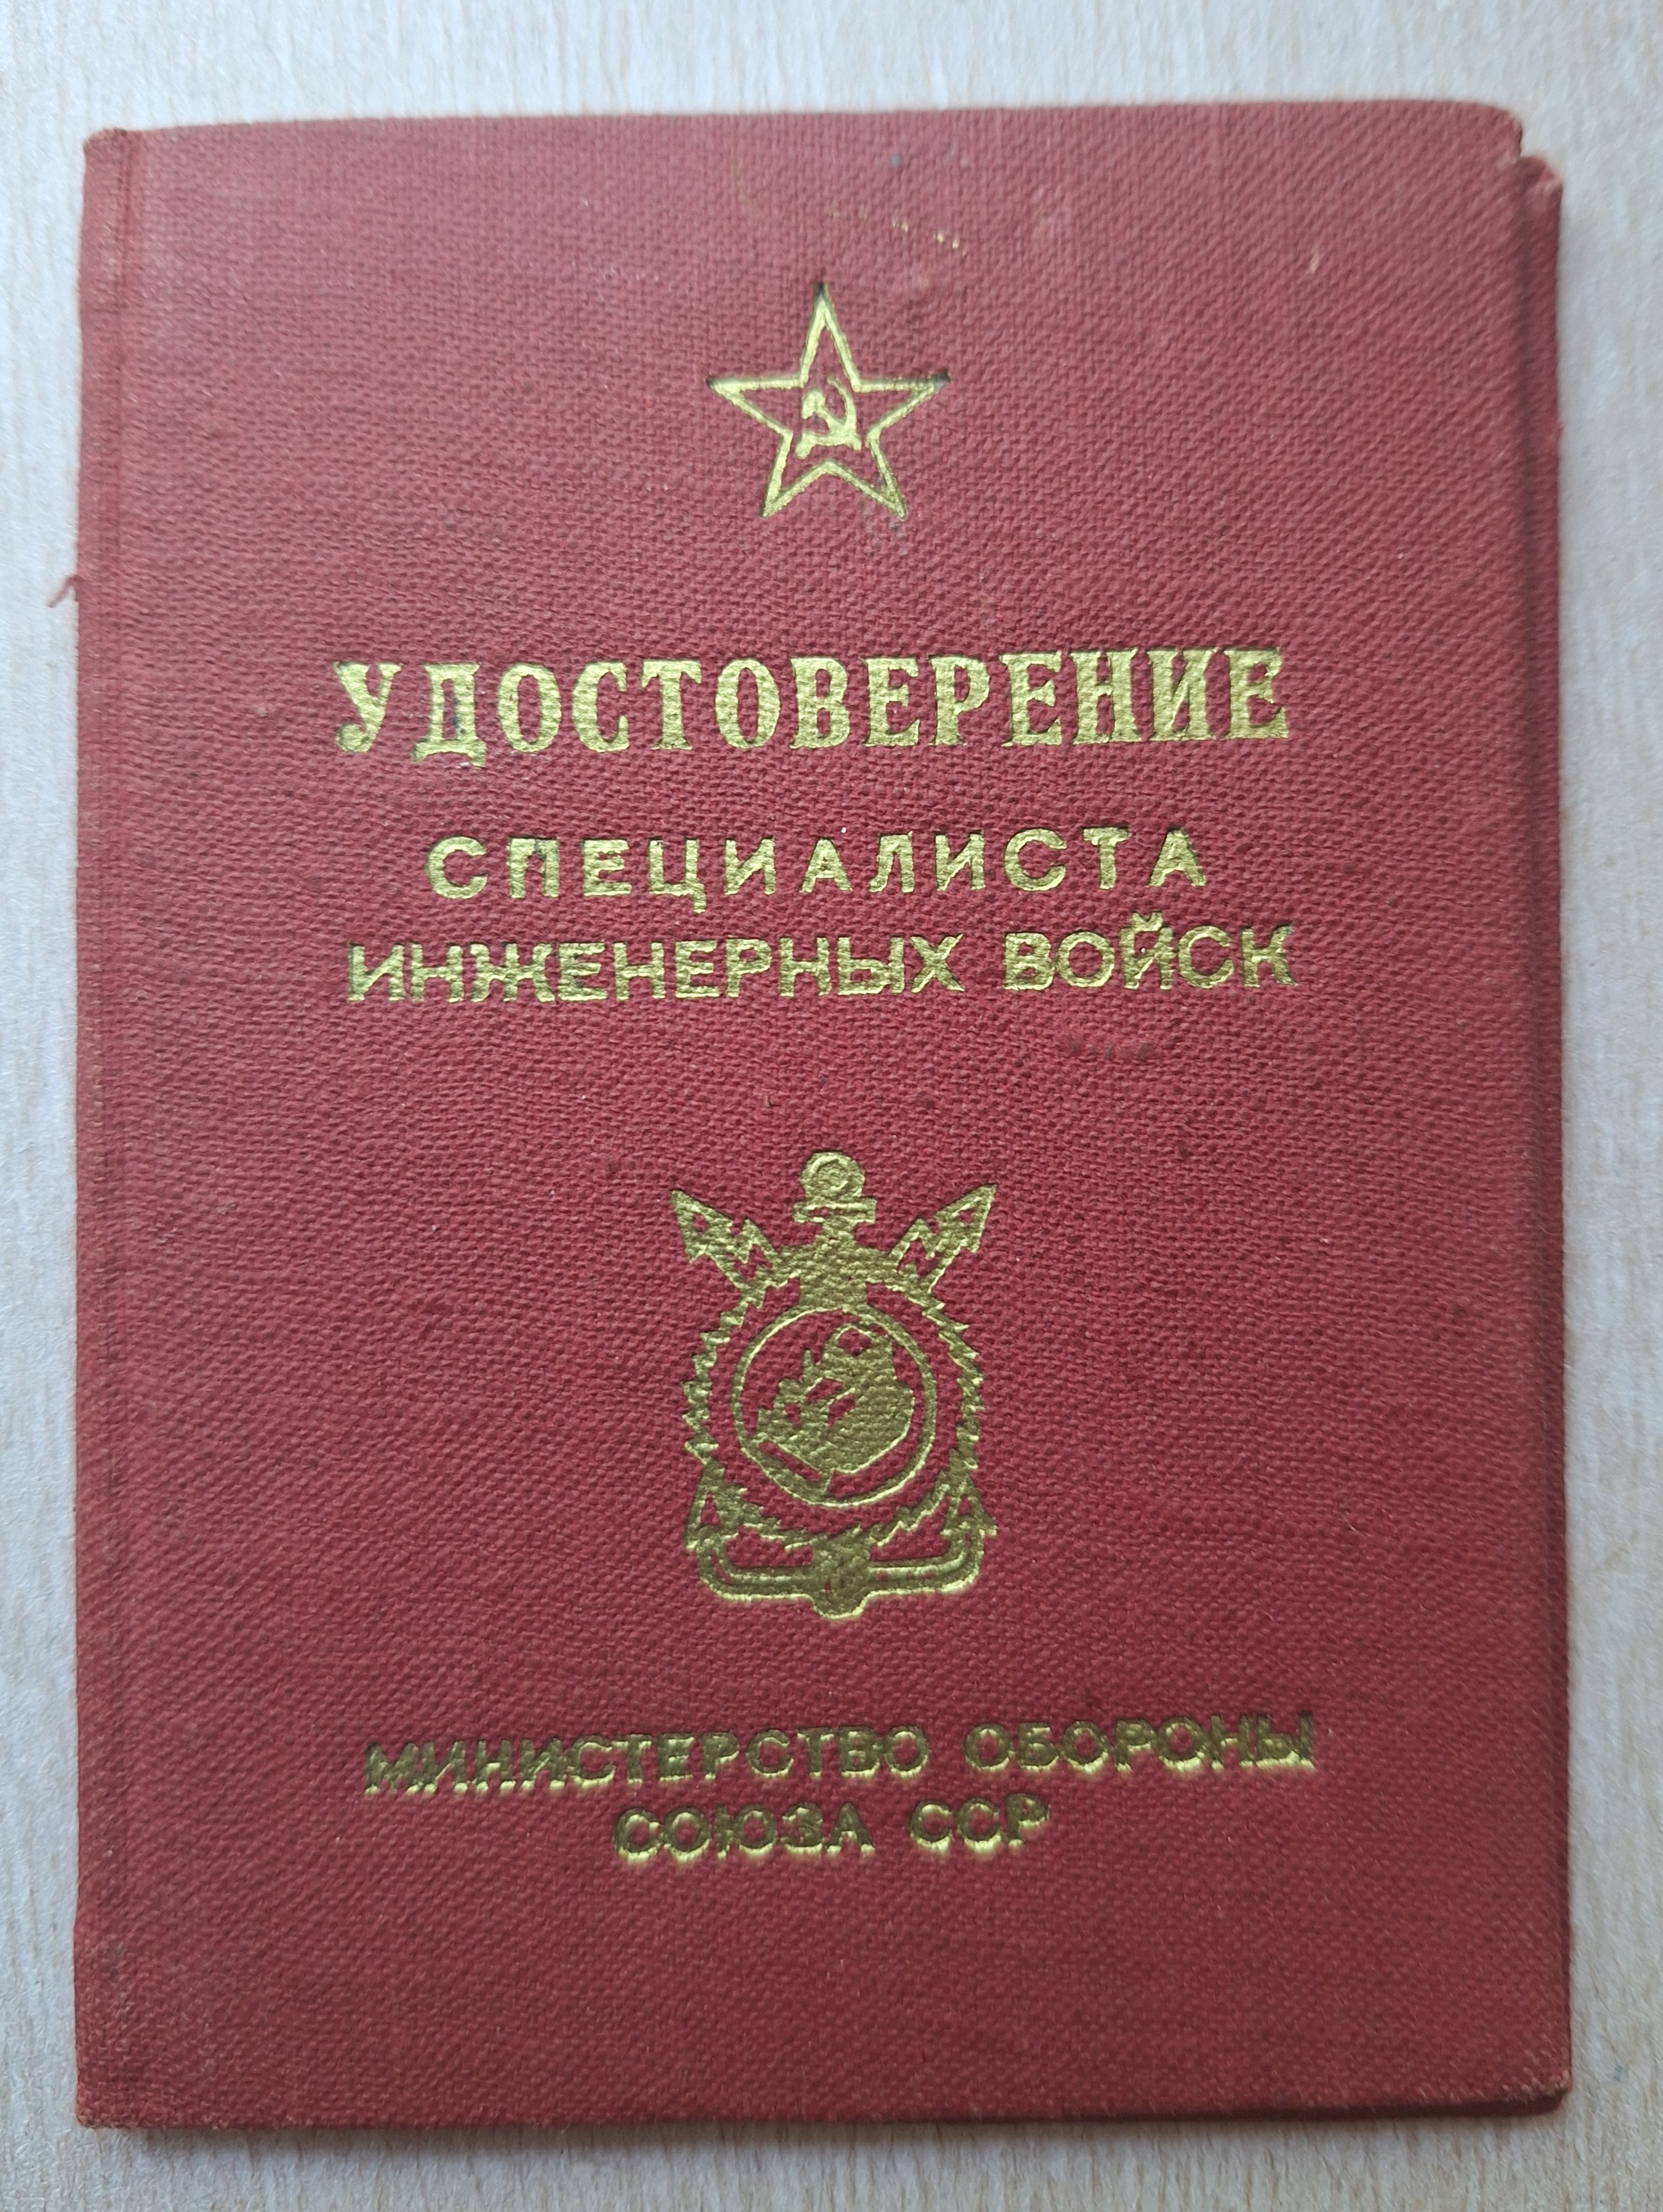 УДОСТОВЕРЕНИЕ
СПЕЦИАЛИСТА
ИНЖЕНЕРНЫХ ВОЙСК
МИНИСТЕРСТВО ОБОРОНЫ
СОЮЗА ССР